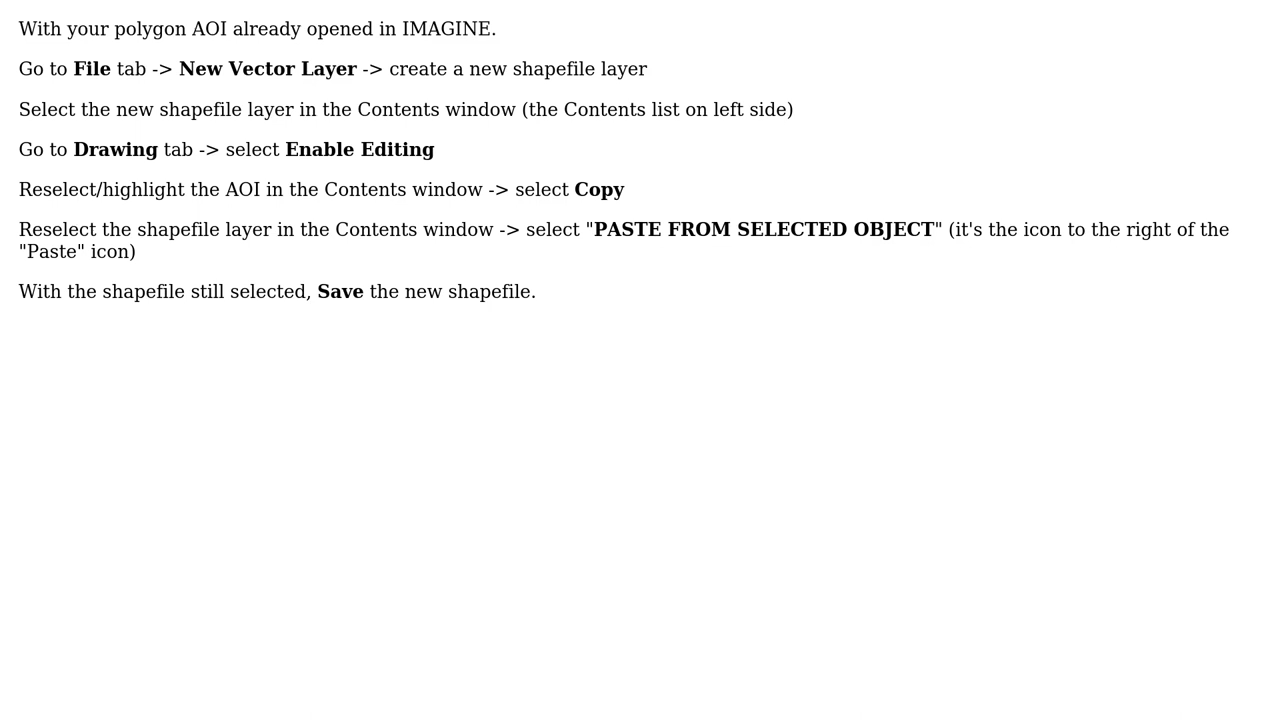 With your polygon AOI already opened in IMAGINE.
Go to File tab -> New Vector Layer -> create a new shapefile layer
Select the new shapefile layer in the Contents window (the Contents list on left side)
Go to Drawing tab -> select Enable Editing
Reselect/highlight the AOI in the Contents window -> select Copy
Reselect the shapefile layer in the Contents window -> select "PASTE FROM SELECTED OBJECT" (it's the icon to the right of the
"Paste" icon)
With the shapefile still selected, Save the new shapefile.